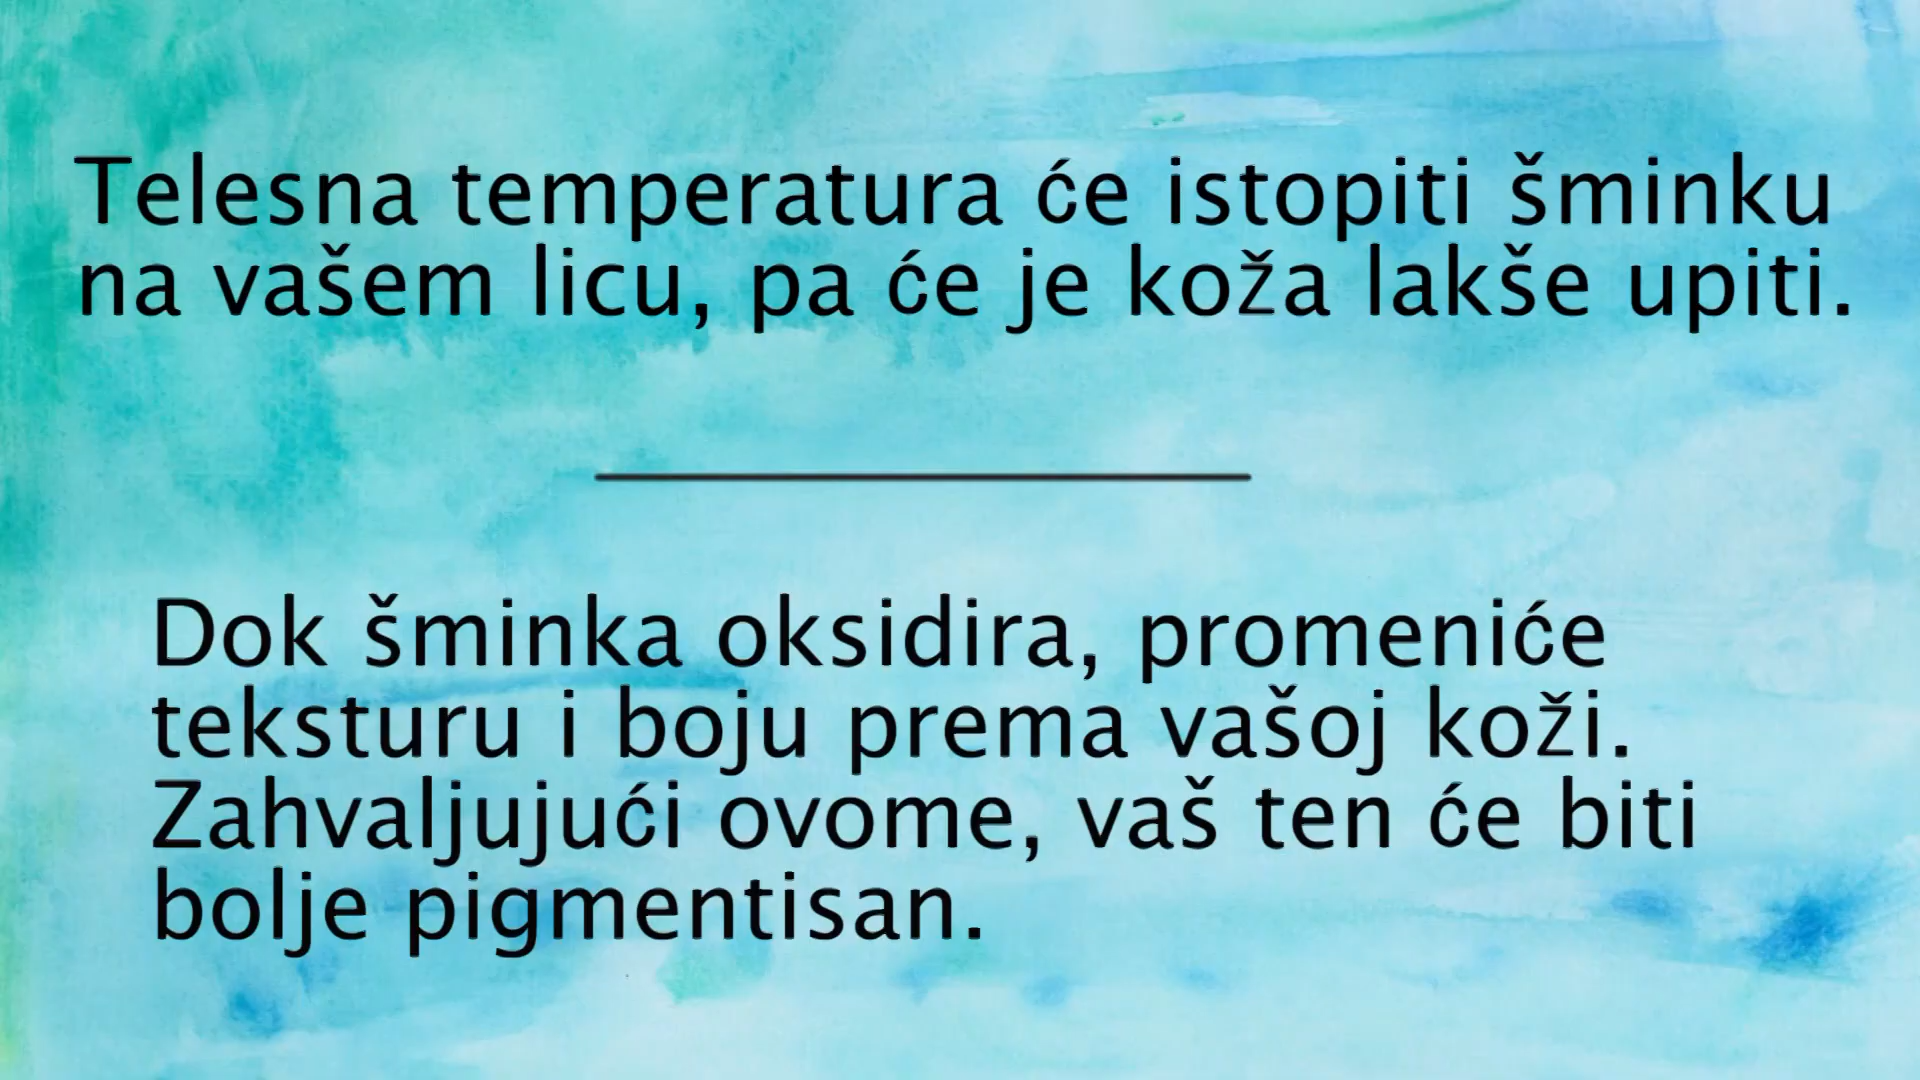 Telesna temperatura će istopiti šminku
na vašem licu, pa će je koža lakše upiti.
Dok šminka oksidira, promeniće
teksturu i boju prema vašoj koži.
Zahvaljujući ovome, vaš ten će biti
bolje pigmentisan.